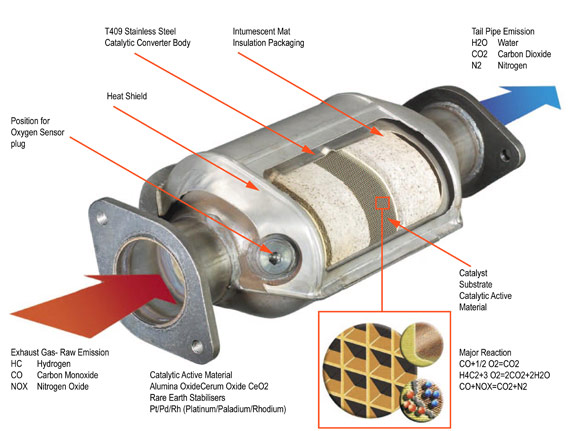 T409 Stainless Steel
Catalytic Converter Body
Intumescent Mat
Insulation Packaging
Tail Pipe Emission
H2O Water
CO2 Carbon Dioxide
N2 Nitrogen
Heat Shield
Position for
Oxygen Sensor
plug
Catalyst
Substrate
Catalytic Active
Material
Exhaust Gas- Raw Emission
HC Hydrogen
CO Carbon Monoxide
NOX Nitrogen Oxide
Catalytic Active Material
Alumina OxideCerum Oxide CeO2
Rare Earth Stabilisers
Pt/Pd/Rh (Platinum/Paladium/Rhodium)
Major Reaction
CO+1/2 O2=CO2
H4C2+3 O2=2CO2+2H2O
CO+NOX=CO2+N2